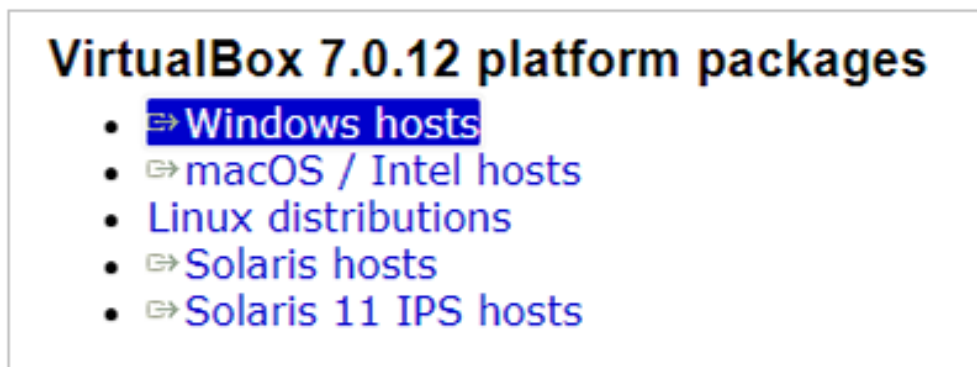 VirtualBox 7.0.12 platform packages
Windows hosts
macOS / Intel hosts
Linux distributions
Solaris hosts
Solaris 11 IPS hosts